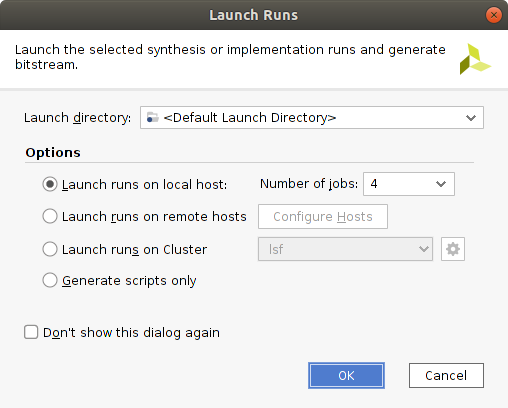 Launch Runs
Launch the selected synthesis or implementation runs and generate
bitstream.
Launch directory: <Default Launch Directory>
Options
Launch runs on local host: Number of jobs: 4
Launch runs on remote hosts Configure Hosts
Launch runs on Cluster lsf
Generate scripts only
Don't show this dialog again
OK Cancel